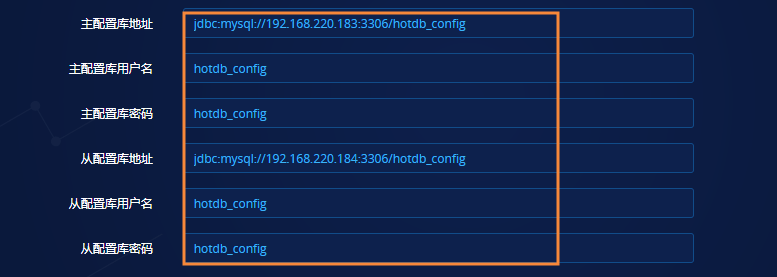 主配置库地址 jdbc:mysql://192.168.220.183:3306/hotdb_config
主配置库用户名 hotdb_config
主配置库密码 hotdb_config
从配置库地址 jdbc:mysql://192.168.220.184:3306/hotdb_config
从配置库用户名 hotdb_config
从配置库密码 hotdb_config